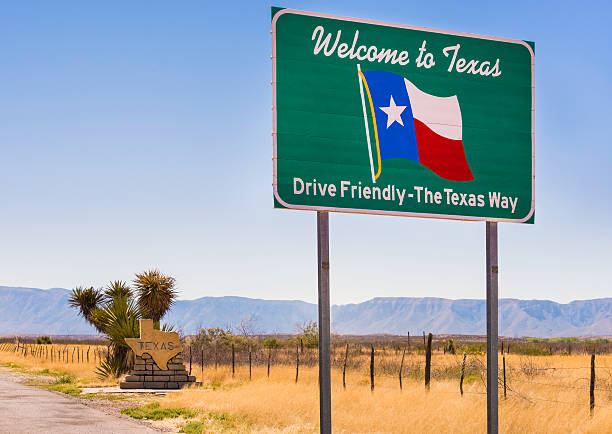 Welcome to Texas
Drive Friendly-The Texas Way
TEXAS